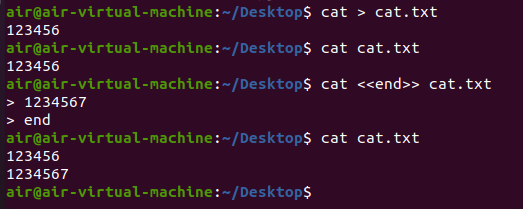 air@air-virtual-machine:~/Desktop$ cat > cat.txt
123456
air@air-virtual-machine:~/Desktop$ cat cat.txt
123456
air@air-virtual-machine:~/Desktop$ cat <<end>> cat.txt
> 1234567
> end
air@air-virtual-machine:~/Desktop$ cat cat.txt
123456
1234567
air@air-virtual-machine:~/Desktop$